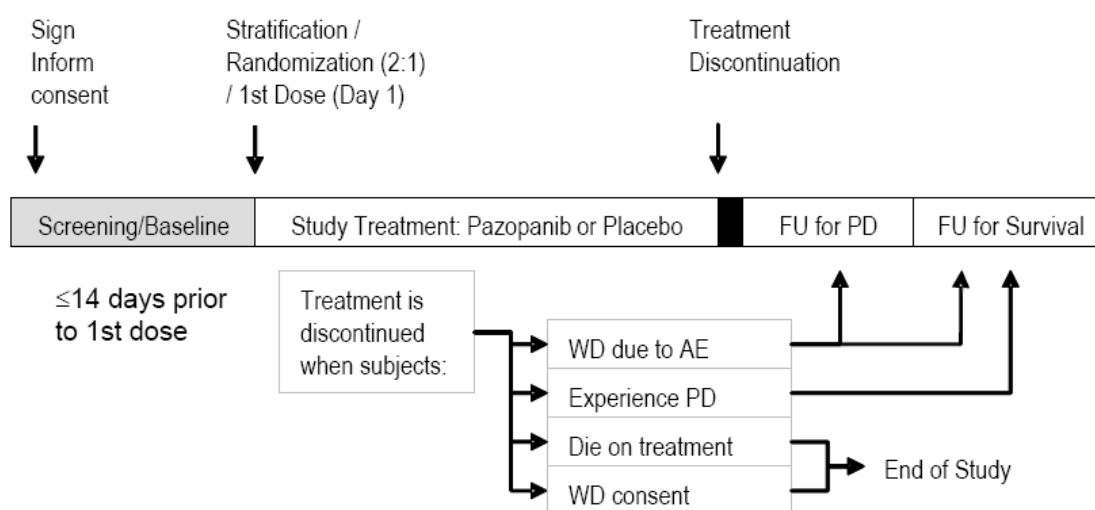 Sign
Inform
consent
Stratification /
Randomization (2:1)
/ 1st Dose (Day 1)
Treatment
Discontinuation
Screening/Baseline
Study Treatment: Pazopanib or Placebo
FU for PD
FU for Survival
≤14 days prior
to 1st dose
Treatment is
discontinued
when subjects:
WD due to AE
Experience PD
Die on treatment
WD consent
End of Study